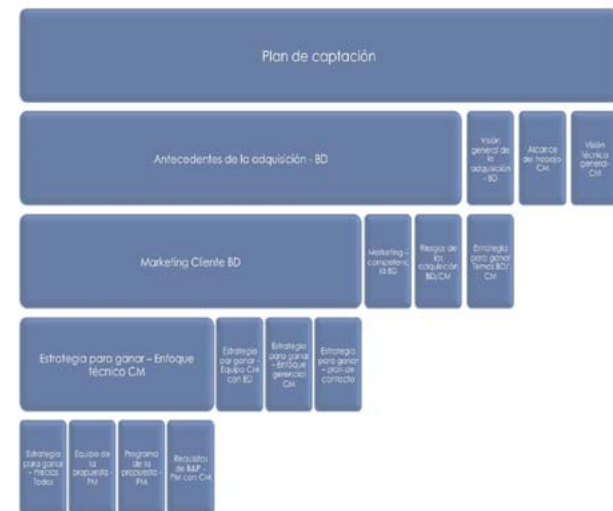 Plan de captación
Antecedentes de la adquisición - BD
Visión
general de
la
adquisición
- BD
Alcance
del trabajo
CM
Visión
técnica
general-
CM
Marketing Cliente BD
Marketing –
competenc
ia BD
Riesgos de
las
adquisición
BD/CM
Estrategia
para ganar
Temas BD/
CM
Estrategia para ganar – Enfoque
técnico CM
Estrategia
par ganar -
Equipo CM
con BD
Estrategia
para ganar
– Enfoque
gerencial
CM
Estrategia
para ganar
– plan de
contacto
Estrategia
para ganar
– Precios
Todos
Equipo de
la
propuesta -
PM
Programa
de la
propuesta -
PM
Requisitos
de B&P -
PM con CM